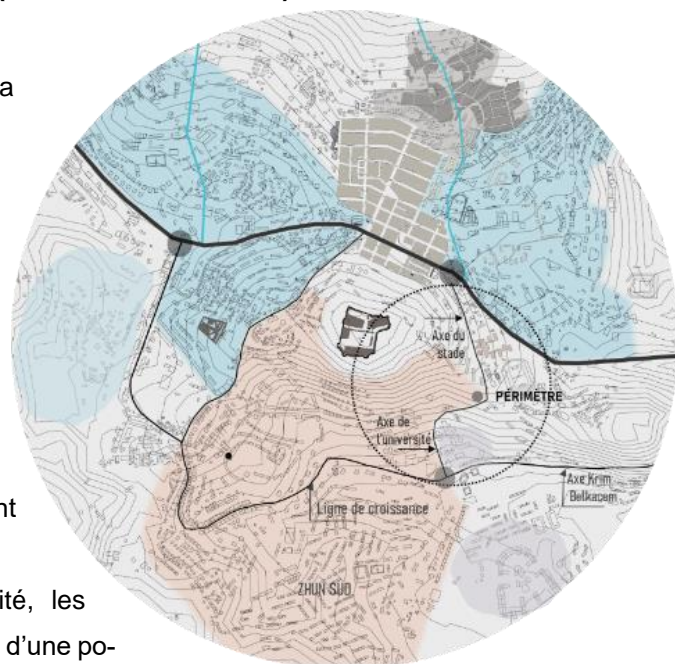 a
Axe du
stade
PÉRIMÈTRE
Axe de
l'université
Axe Krim
Belkacem
nt
Ligne de croissance
ZHUN SUD
ité, les
d'une po-